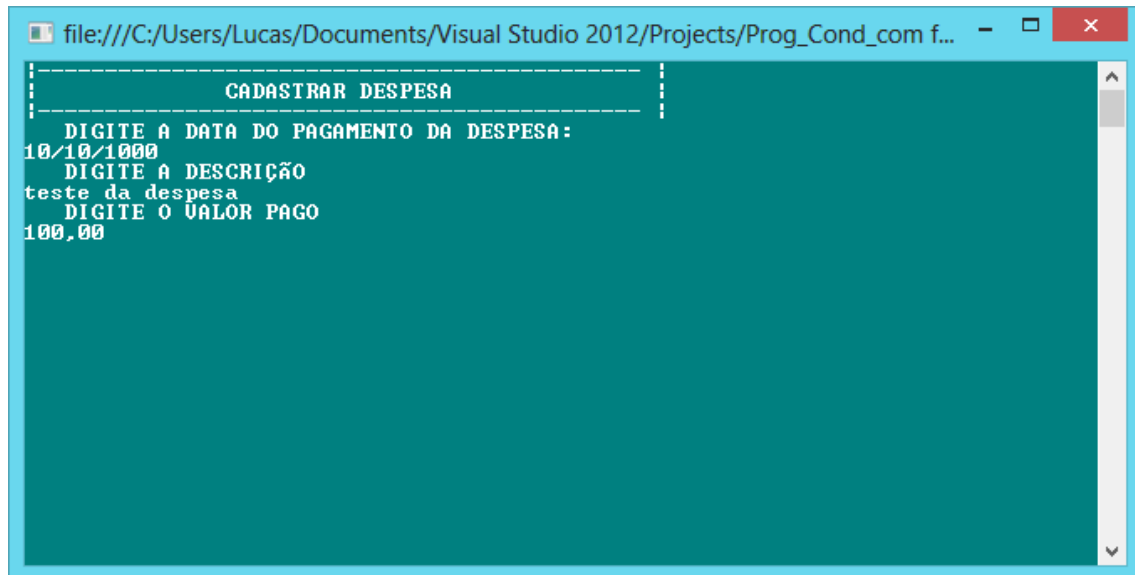 file:///C:/Users/Lucas/Documents/Visual Studio 2012/Projects/Prog_Cond_com f...
¦--------------------------------------------- ¦
¦ CADASTRAR DESPESA ¦
¦--------------------------------------------- ¦
DIGITE A DATA DO PAGAMENTO DA DESPESA:
10/10/1000
DIGITE A DESCRIÇãO
teste da despesa
DIGITE O VALOR PAGO
100,00